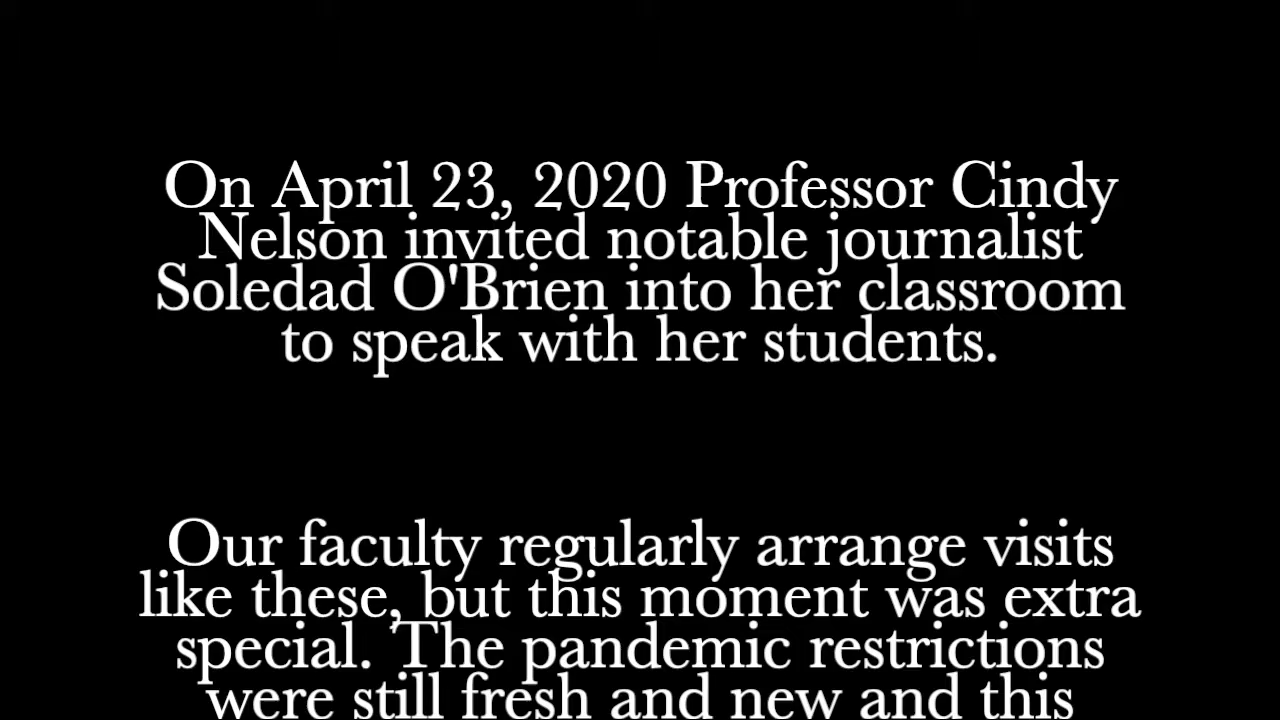 On April 23, 2020 Professor Cindy
Nelson invited notable journalist
Soledad O'Brien into her classroom
to speak with her students.
Our faculty regularly arrange visits
like these, but this moment was extra
special. The pandemic restrictions
were still fresh and new and this